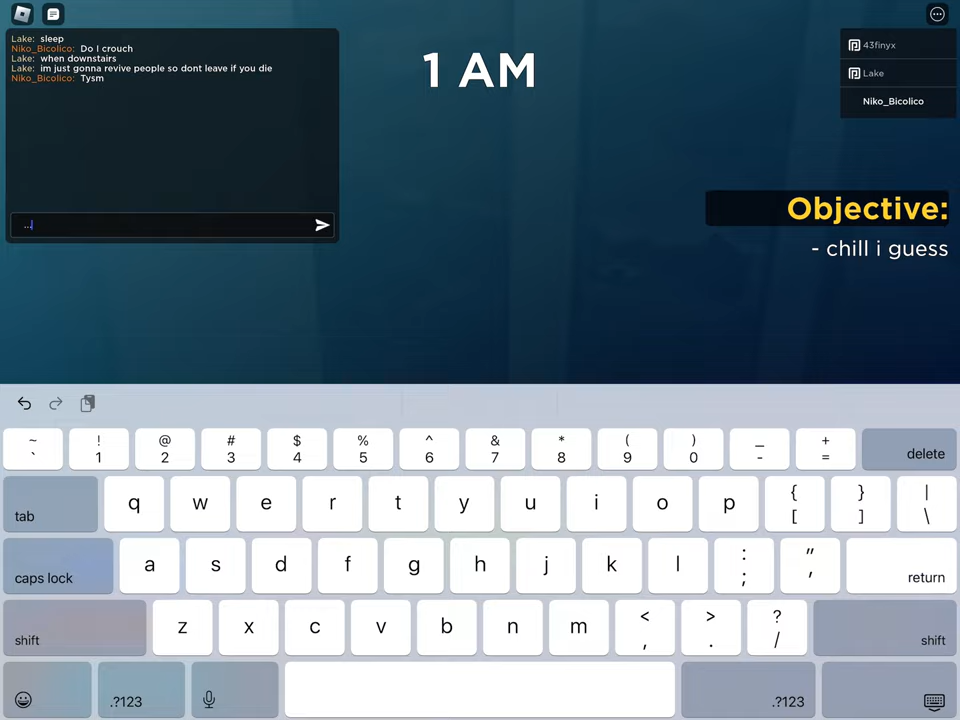 Lake: sleep
Niko_Bicolico: Do I crouch
Lake: when downstairs
Lake: im just gonna revive people so dont leave if you die
Niko_Bicolico: Tysm
...
1 AM
43finyx
Lake
Niko_Bicolico
Objective:
- chill i guess
~ ! @ # $ % ^ & * ( ) _ +
` 1 2 3 4 5 6 7 8 9 0 - = delete
tab q w e r t y u i o p { [ } ] | \
caps lock a s d f g h j k l : ; " ' return
shift z x c v b n m < , > . ? / shift
.?123 .?123